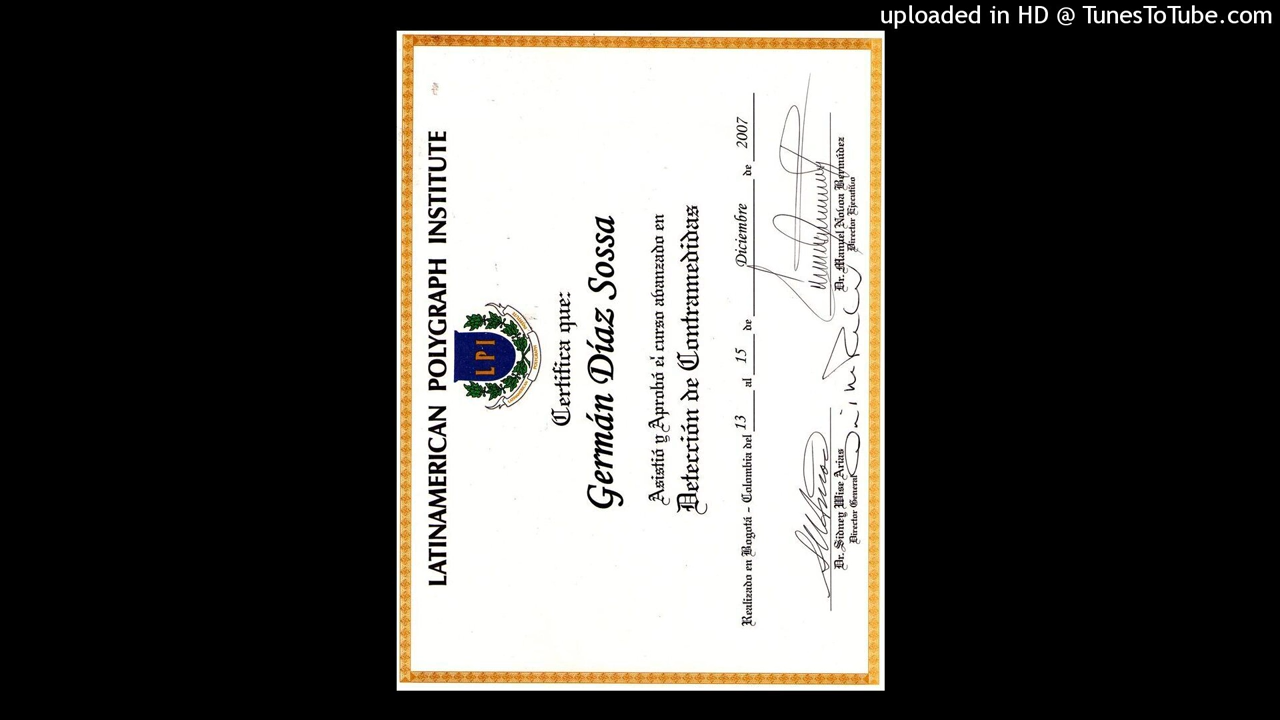 uploaded in HD @ TunesToTube.com
LATINAMERICAN POLYGRAPH INSTITUTE
LPI
Certifica que:
Germán Díaz Sossa
Asistió y Aprobó el curso avanzado en
Detección de Contramedidas
Realizado en Bogotá - Colombia del 13 al 15 de Diciembre de 2007
Dr. Sidney Wise Arias
Director General
Dr. Manuel Novoa Bermúdez
Director Ejecutivo